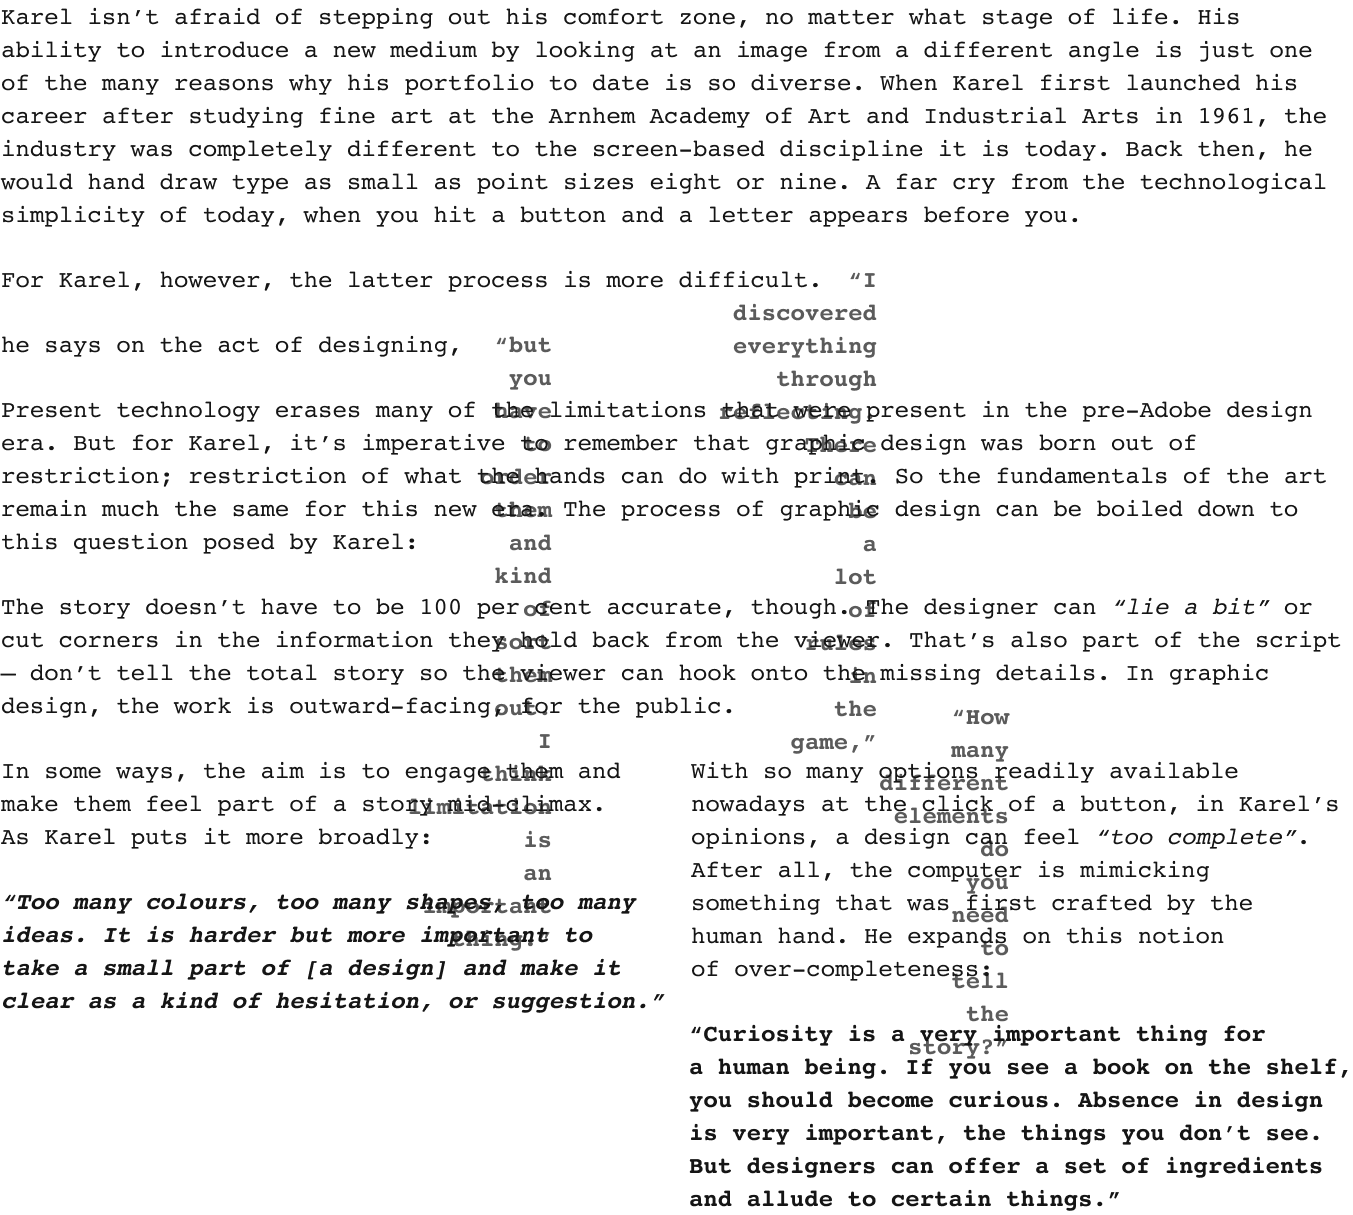 Karel isn’t afraid of stepping out his comfort zone, no matter what stage of life. His
ability to introduce a new medium by looking at an image from a different angle is just one
of the many reasons why his portfolio to date is so diverse. When Karel first launched his
career after studying fine art at the Arnhem Academy of Art and Industrial Arts in 1961, the
industry was completely different to the screen-based discipline it is today. Back then, he
would hand draw type as small as point sizes eight or nine. A far cry from the technological
simplicity of today, when you hit a button and a letter appears before you.
For Karel, however, the latter process is more difficult.
“I
discovered
everything
through
reflecting.
There
can
be
a
lot
of
rules
in
the
game,”
he says on the act of designing,
“but
you
have
to
order
them
and
kind
of
sort
them
out.
I
think
limitation
is
an
important
thing.”
Present technology erases many of the limitations that were present in the pre-Adobe design
era. But for Karel, it’s imperative to remember that graphic design was born out of
restriction; restriction of what the hands can do with print. So the fundamentals of the art
remain much the same for this new era. The process of graphic design can be boiled down to
this question posed by Karel:
“How
many
different
elements
do
you
need
to
tell
the
story?”
The story doesn’t have to be 100 per cent accurate, though. The designer can “lie a bit” or
cut corners in the information they hold back from the viewer. That’s also part of the script
— don’t tell the total story so the viewer can hook onto the missing details. In graphic
design, the work is outward-facing, for the public.
In some ways, the aim is to engage them and
make them feel part of a story mid-climax.
As Karel puts it more broadly:
“Too many colours, too many shapes, too many
ideas. It is harder but more important to
take a small part of [a design] and make it
clear as a kind of hesitation, or suggestion.”
With so many options readily available
nowadays at the click of a button, in Karel’s
opinions, a design can feel “too complete”.
After all, the computer is mimicking
something that was first crafted by the
human hand. He expands on this notion
of over-completeness:
“Curiosity is a very important thing for
a human being. If you see a book on the shelf,
you should become curious. Absence in design
is very important, the things you don’t see.
But designers can offer a set of ingredients
and allude to certain things.”